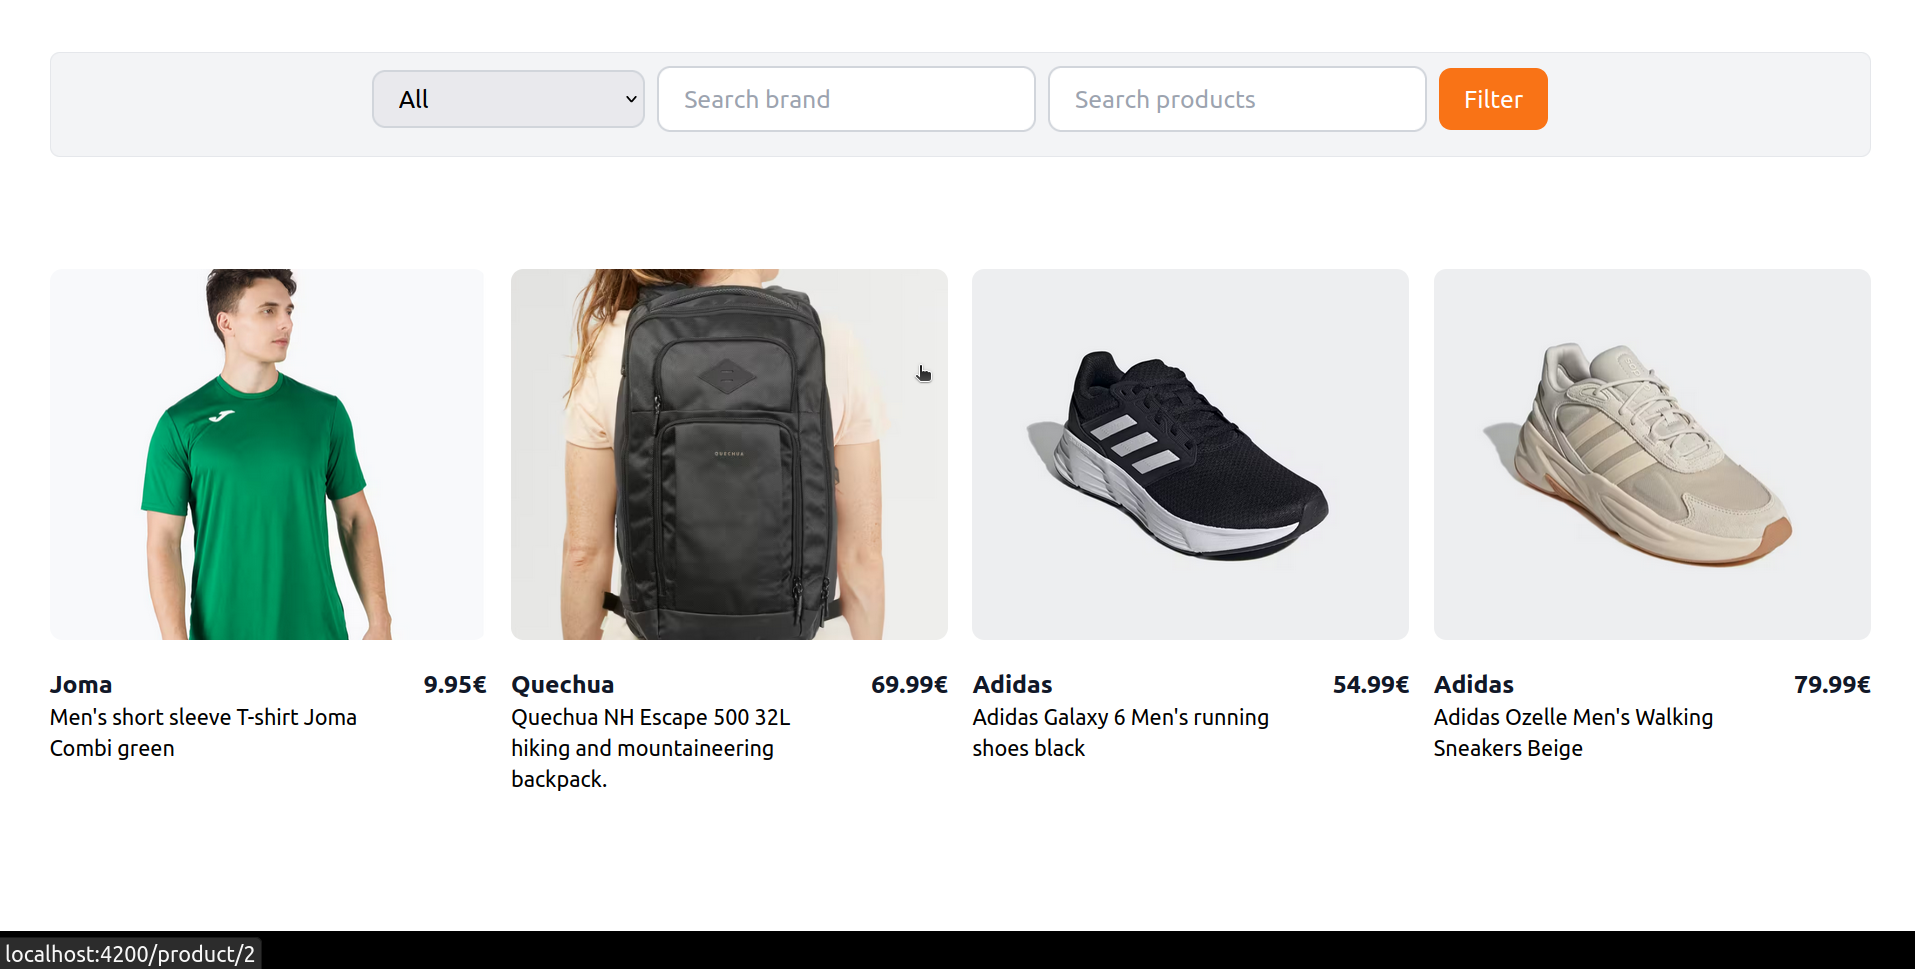 All
Search brand
Search products
Filter
QUECHUA
Joma
9.95€
Men's short sleeve T-shirt Joma
Combi green
Quechua
69.99€
Quechua NH Escape 500 32L
hiking and mountaineering
backpack.
Adidas
54.99€
Adidas Galaxy 6 Men's running
shoes black
Adidas
79.99€
Adidas Ozelle Men's Walking
Sneakers Beige
localhost:4200/product/2